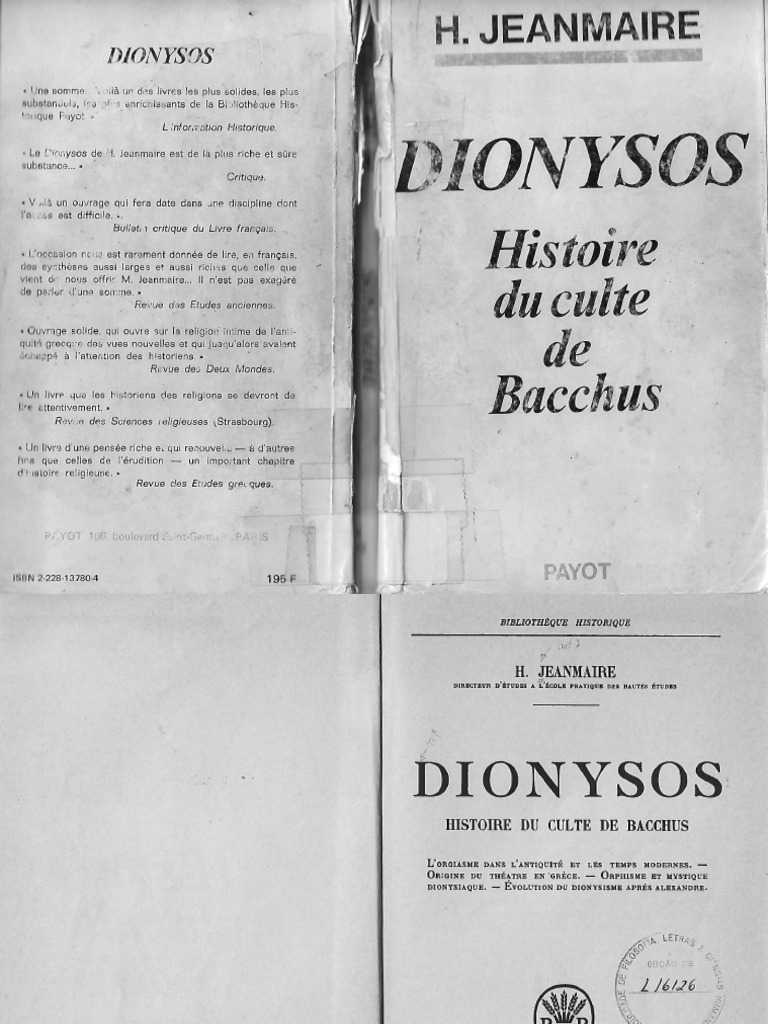 DIONYSOS
« Une somme... Voilà un des livres les plus solides, les plus
substantiels, les plus enrichissants de la Bibliothèque His-
torique Payot »
L'Information Historique.
« Le Dionysos de H. Jeanmaire est de la plus riche et sûre
substance... »
Critique.
« Voilà un ouvrage qui fera date dans une discipline dont
l'accès est difficile. »
Bulletin critique du Livre français.
« L'occasion nous est rarement donnée de lire, en français,
des synthèses aussi larges et aussi riches que celle que
vient de nous offrir M. Jeanmaire... Il n'est pas exagéré
de parler d'une somme. »
Revue des Etudes anciennes.
« Ouvrage solide, qui ouvre sur la religion intime de l'anti-
quité grecque des vues nouvelles et qui jusqu'alors avaient
échappé à l'attention des historiens. »
Revue des Deux Mondes.
« Un livre que les historiens des religions se devront de
lire attentivement. »
Revue des Sciences religieuses (Strasbourg).
« Un livre d'une pensée riche et qui renouvelle — à d'autres
fins que celles de l'érudition — un important chapitre
d'histoire religieuse. »
Revue des Etudes grecques.
PAYOT 106, boulevard Saint-Germain, PARIS
ISBN 2-228-13780-4
195 F
H. JEANMAIRE
DIONYSOS
Histoire
du culte
de
Bacchus
PAYOT
BIBLIOTHÈQUE HISTORIQUE
H. JEANMAIRE
DIRECTEUR D'ÉTUDES A L'ÉCOLE PRATIQUE DES HAUTES ÉTUDES
DIONYSOS
HISTOIRE DU CULTE DE BACCHUS
L'ORGIASME DANS L'ANTIQUITÉ ET LES TEMPS MODERNES. —
ORIGINE DU THÉATRE EN GRÈCE. — ORPHISME ET MYSTIQUE
DIONYSIAQUE. — ÉVOLUTION DU DIONYSISME APRÈS ALEXANDRE.
DE FILOSOFIA, LETRAS E
SEÇÃO DE
L16126